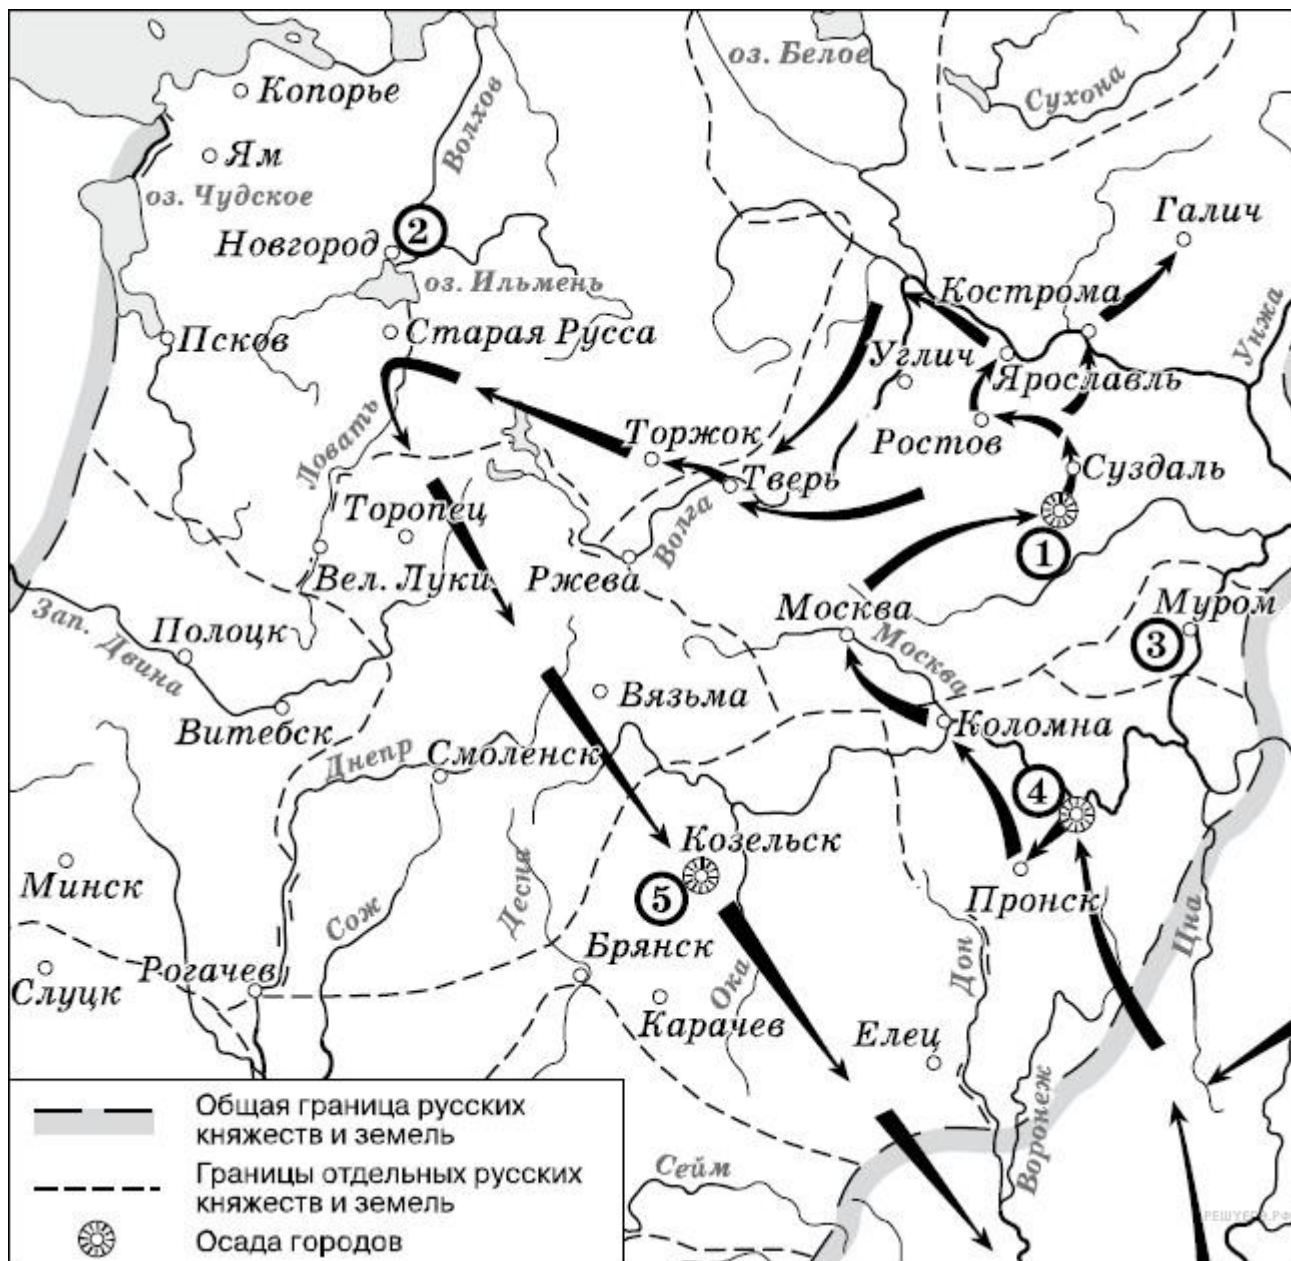 оз. Белое
Сухона
Копорье
Волхов
Ям
оз. Чудское
Галич
2
Новгород
оз. Ильмень
Кострома
Унжа
Псков
Старая Русса
Углич
Ярославль
Ловать
Торжок
Ростов
Тверь
Суздаль
Торопец
Волга
1
Вел. Луки
Ржева
Москва
Муром
Зап. Двина
Полоцк
Москва
3
Вязьма
Витебск
Коломна
Днепр
Смоленск
4
Козельск
Минск
Десна
5
Пронск
Цна
Сож
Брянск
Слуцк
Рогачев
Ока
Дон
Карачев
Елец
Воронеж
Сейм
Общая граница русских
княжеств и земель
Границы отдельных русских
княжеств и земель
Осада городов
РЕШУЕГЭ.РФ